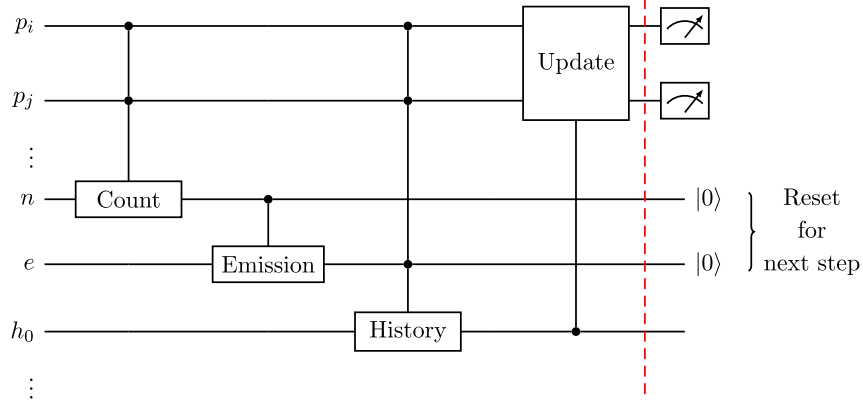 p_i
Update
p_j
⋮
n
Count
|0⟩
Reset
for
e
Emission
|0⟩
next step
h_0
History
⋮